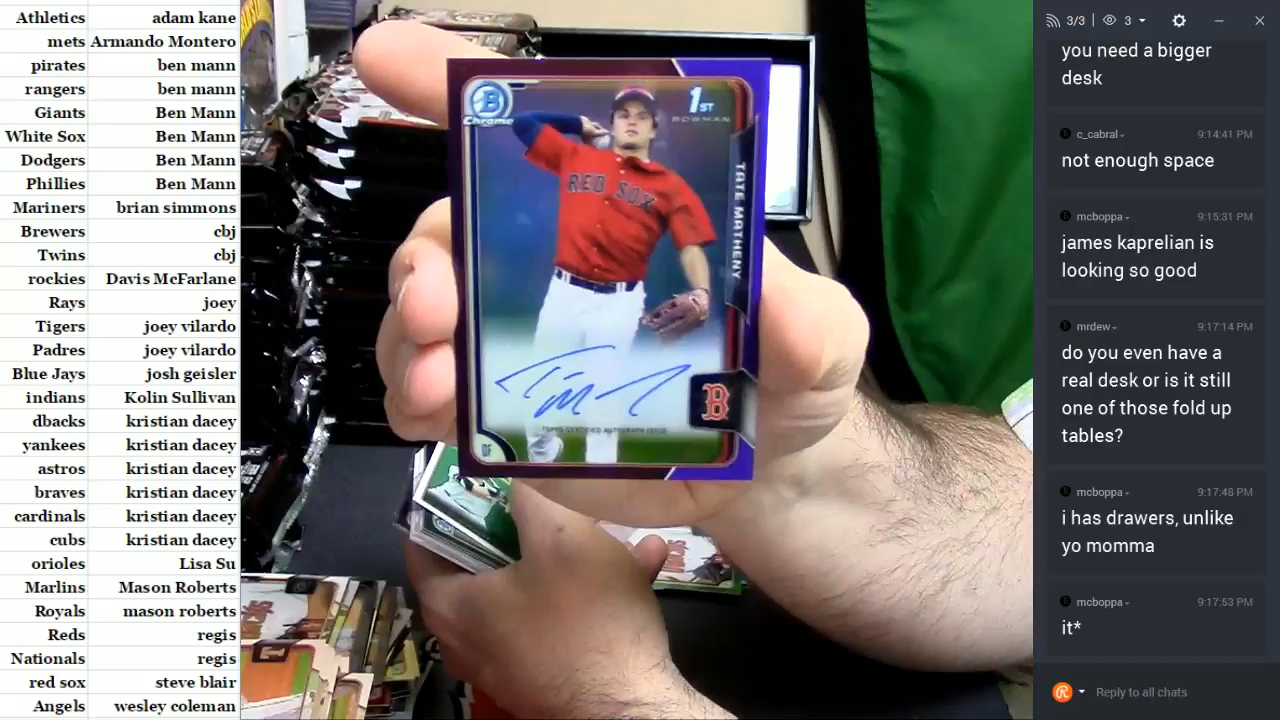 Athletics adam kane
mets Armando Montero
pirates ben mann
rangers ben mann
Giants Ben Mann
White Sox Ben Mann
Dodgers Ben Mann
Phillies Ben Mann
Mariners brian simmons
Brewers cbj
Twins cbj
rockies Davis McFarlane
Rays joey
Tigers joey vilardo
Padres joey vilardo
Blue Jays josh geisler
indians Kolin Sullivan
dbacks kristian dacey
yankees kristian dacey
astros kristian dacey
braves kristian dacey
cardinals kristian dacey
cubs kristian dacey
orioles Lisa Su
Marlins Mason Roberts
Royals mason roberts
Reds regis
Nationals regis
red sox steve blair
Angels wesley coleman
B
Chrome
1ST
BOWMAN
TATE MATHENY
RED SOX
B
TOPPS CERTIFIED AUTOGRAPH ISSUE
OF
3/3 3
you need a bigger
desk
c_cabral 9:14:41 PM
not enough space
mcboppa 9:15:31 PM
james kaprelian is
looking so good
mrdew 9:17:14 PM
do you even have a
real desk or is it still
one of those fold up
tables?
mcboppa 9:17:48 PM
i has drawers, unlike
yo momma
mcboppa 9:17:53 PM
it*
Reply to all chats